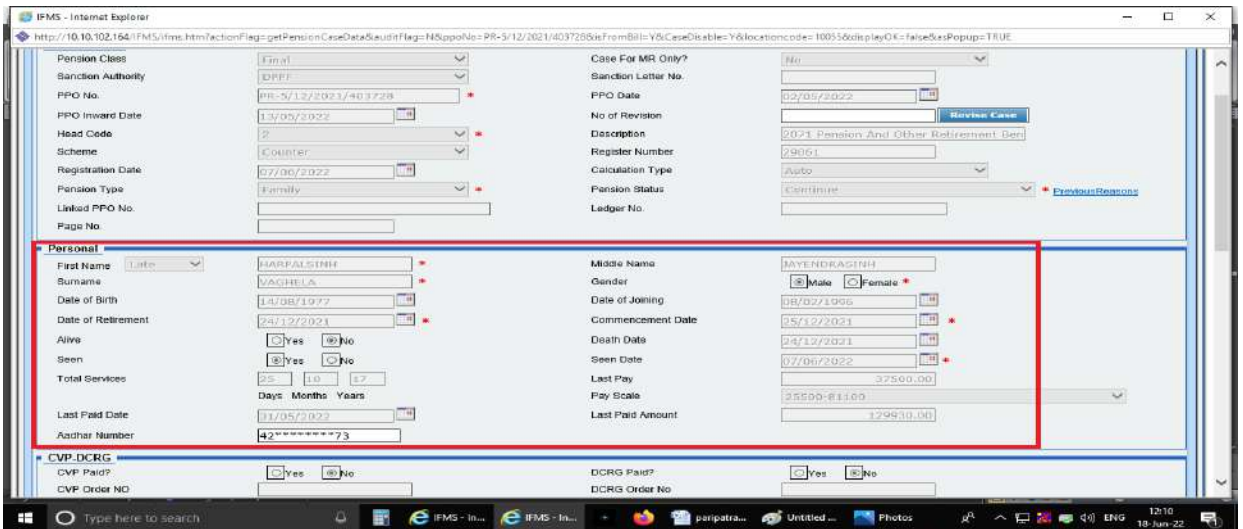 IFMS - Internet Explorer
http://10.10.102.164/IFMS/ifms.htm?actionFlag=getPensionCaseData&auditFlag=N&ppoNo=PR-5/12/2021/403728&isFromBill=Y&CaseDisable=Y&locationcode=10055&displayOK=false&asPopup=TRUE
Pension Class Final Case For MR Only? No
Sanction Authority DPPF Sanction Letter No.
PPO No. PR-5/12/2021/403728 * PPO Date 02/05/2022
PPO Inward Date 13/05/2022 No of Revision Revise Case
Head Code 2 * Description 2071 Pension And Other Retirement Ben
Scheme Counter Register Number 29861
Registration Date 07/06/2022 Calculation Type Auto
Pension Type Family * Pension Status Continue * PreviousReasons
Linked PPO No. Ledger No.
Page No.
Personal
First Name Late HARPALSINH * Middle Name JAYENDRASINH
Surname VAGHELA * Gender Male Female *
Date of Birth 14/08/1977 Date of Joining 08/02/1996
Date of Retirement 24/12/2021 * Commencement Date 25/12/2021 *
Alive Yes No Death Date 24/12/2021
Seen Yes No Seen Date 07/06/2022 *
Total Services 25 10 17 Last Pay 37500.00
Days Months Years Pay Scale 25500-81100
Last Paid Date 31/05/2022 Last Paid Amount 129930.00
Aadhar Number 42********73
CVP-DCRG
CVP Paid? Yes No DCRG Paid? Yes No
CVP Order NO DCRG Order No
Type here to search IFMS - In... IFMS - In... paripatra... Untitled ... Photos ENG 12:10
18-Jun-22